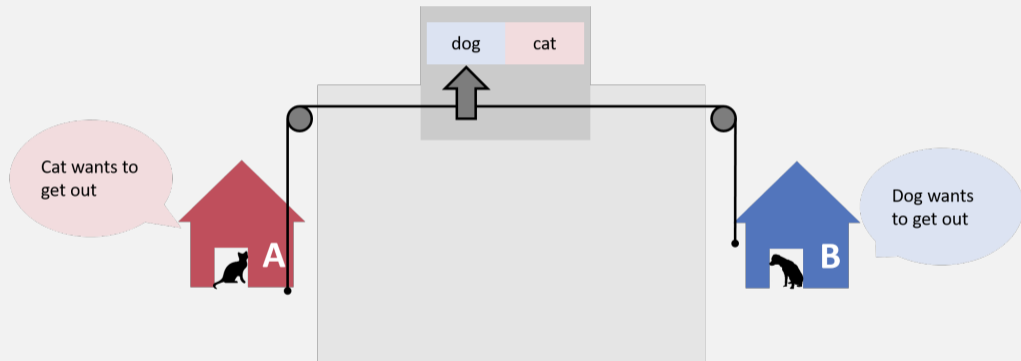 dog
cat
Cat wants to
get out
A
B
Dog wants
to get out